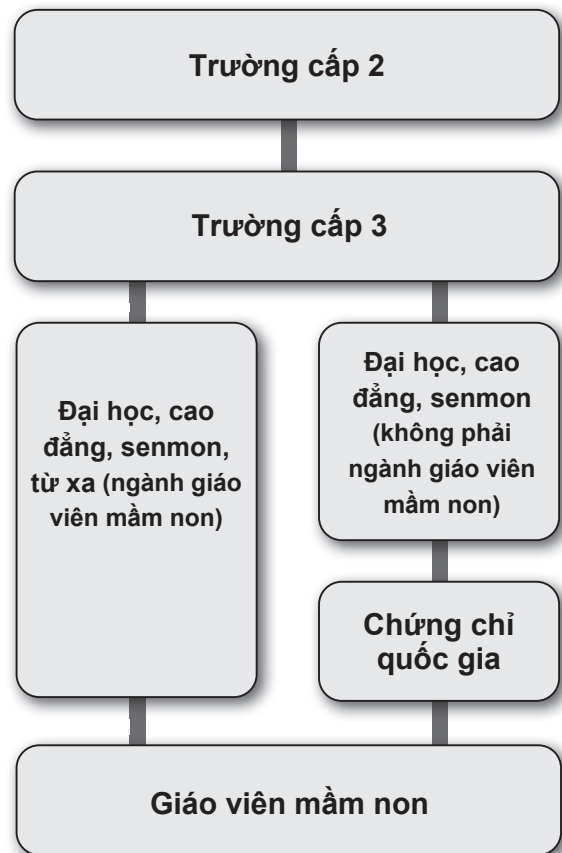 Trường cấp 2
Trường cấp 3
Đại học, cao
đẳng, senmon,
từ xa (ngành giáo
viên mầm non)
Đại học, cao
đẳng, senmon
(không phải
ngành giáo viên
mầm non)
Chứng chỉ
quốc gia
Giáo viên mầm non